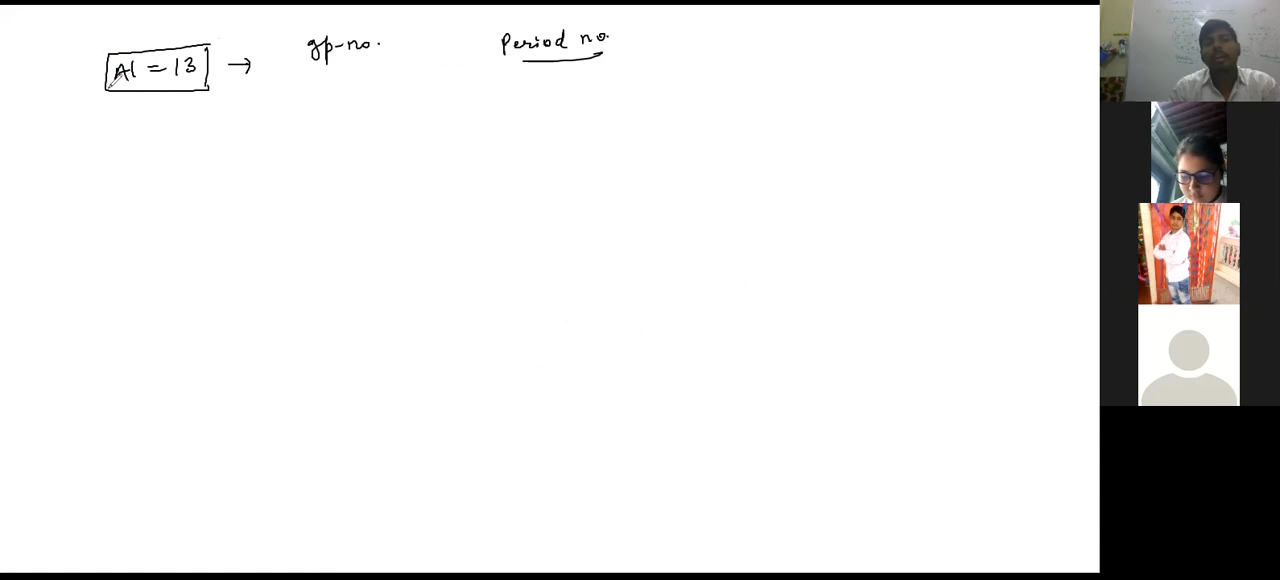 gp-no. Period no.
Al = 13 →